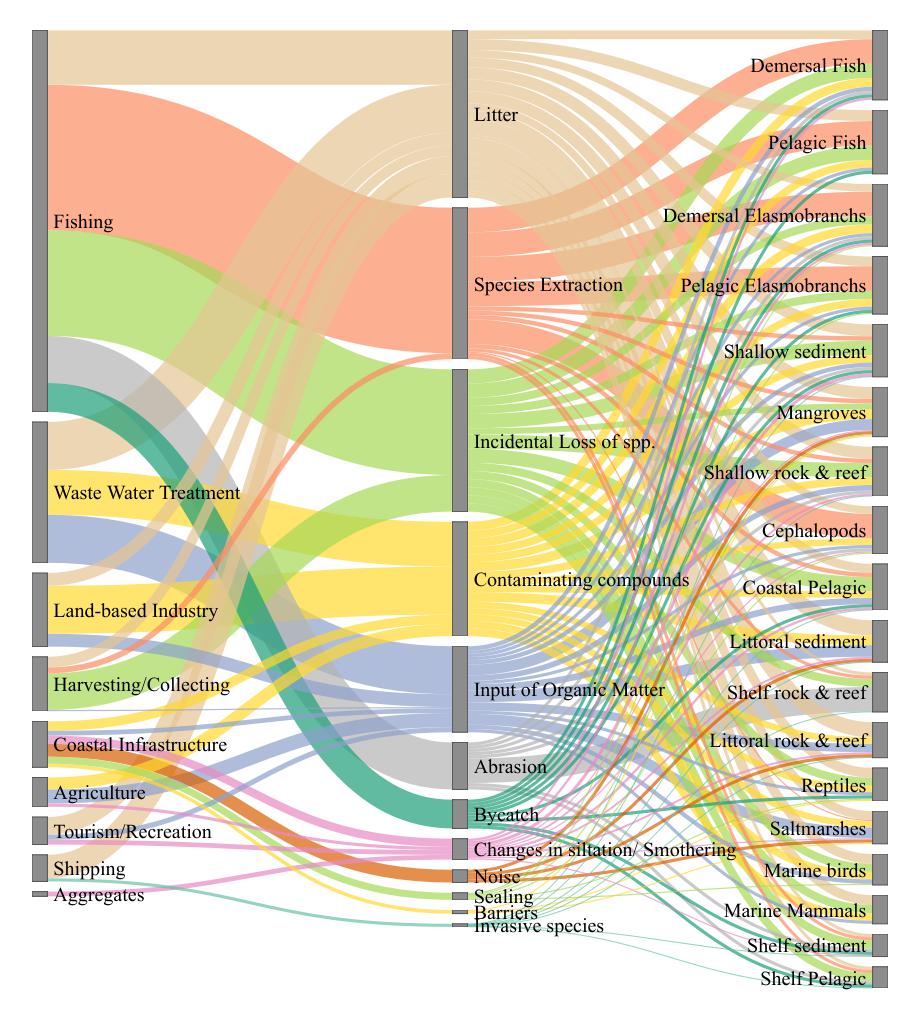 Fishing
Waste Water Treatment
Land-based Industry
Harvesting/Collecting
Coastal Infrastructure
Agriculture
Tourism/Recreation
Shipping
Aggregates
Litter
Species Extraction
Incidental Loss of spp.
Contaminating compounds
Input of Organic Matter
Abrasion
Bycatch
Changes in siltation/ Smothering
Noise
Sealing
Barriers
Invasive species
Demersal Fish
Pelagic Fish
Demersal Elasmobranchs
Pelagic Elasmobranchs
Shallow sediment
Mangroves
Shallow rock & reef
Cephalopods
Coastal Pelagic
Littoral sediment
Shelf rock & reef
Littoral rock & reef
Reptiles
Saltmarshes
Marine birds
Marine Mammals
Shelf sediment
Shelf Pelagic